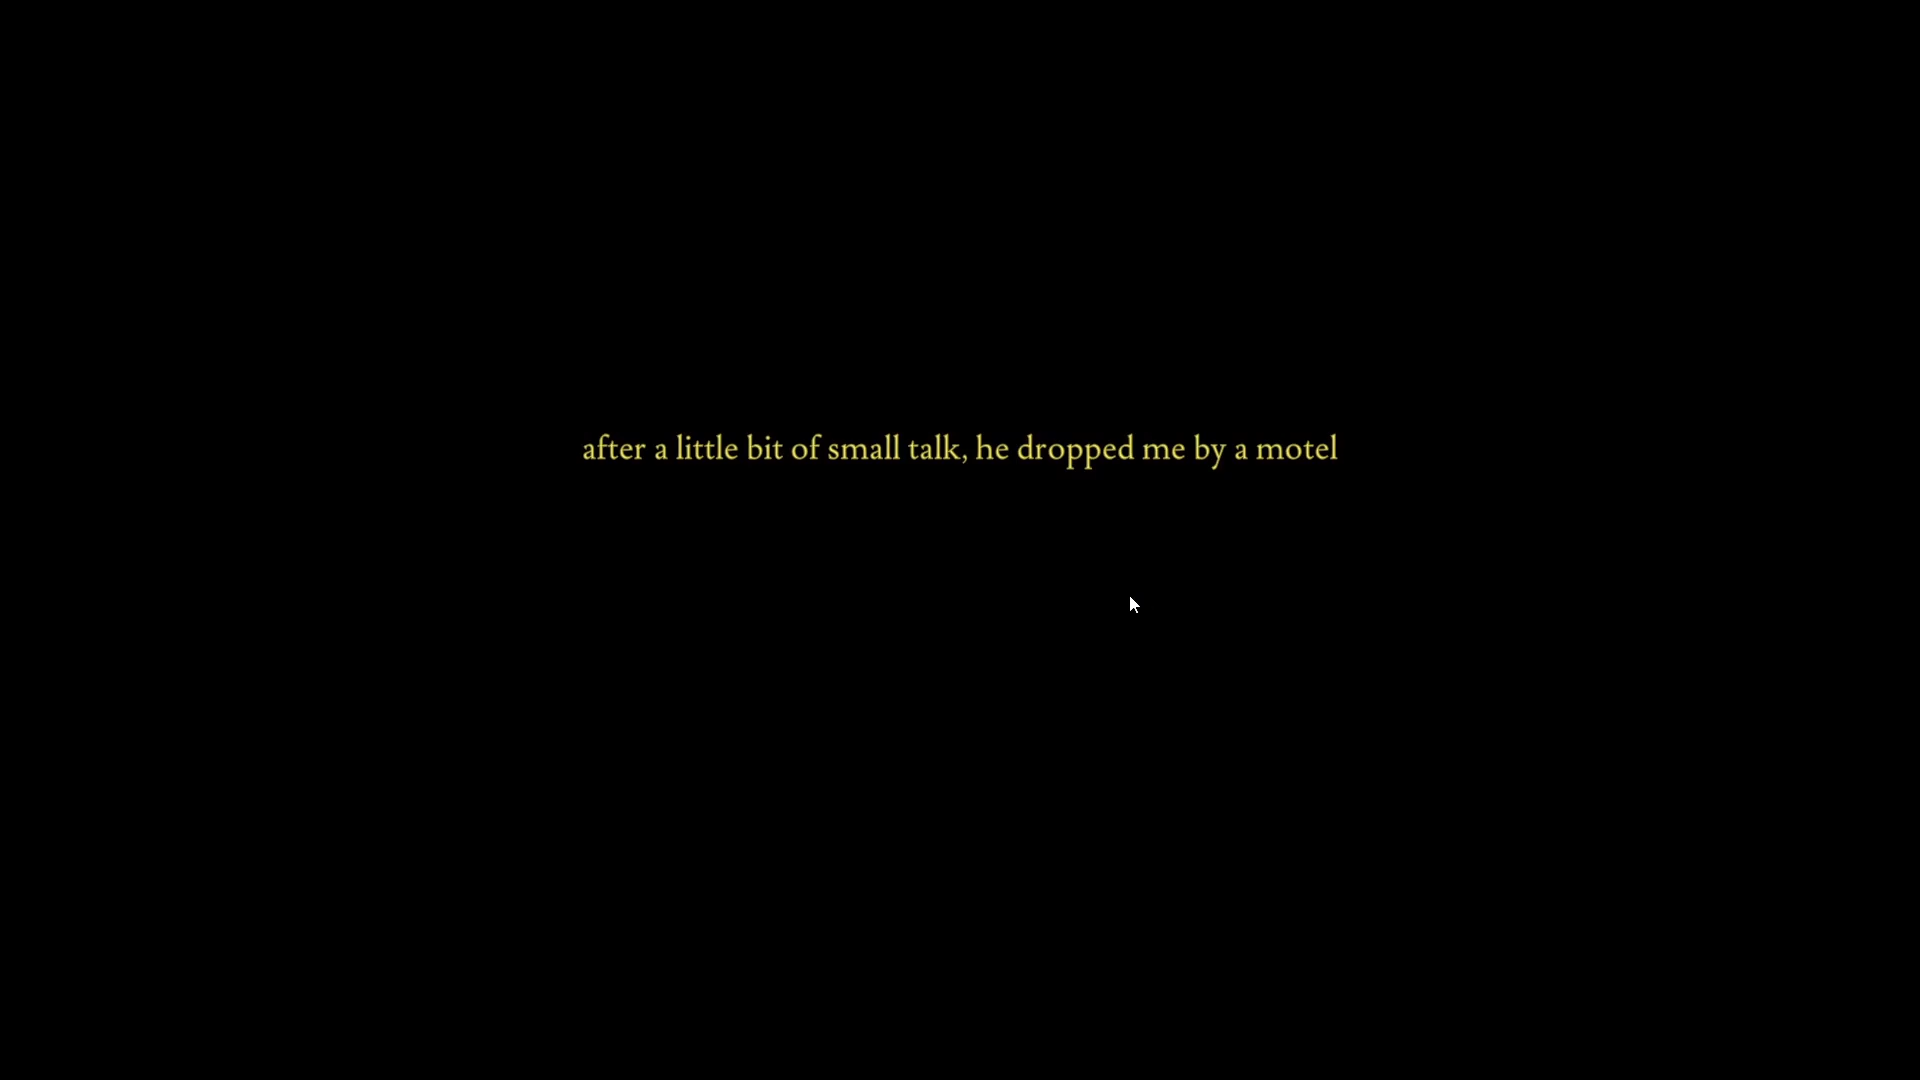 after a little bit of small talk, he dropped me by a motel